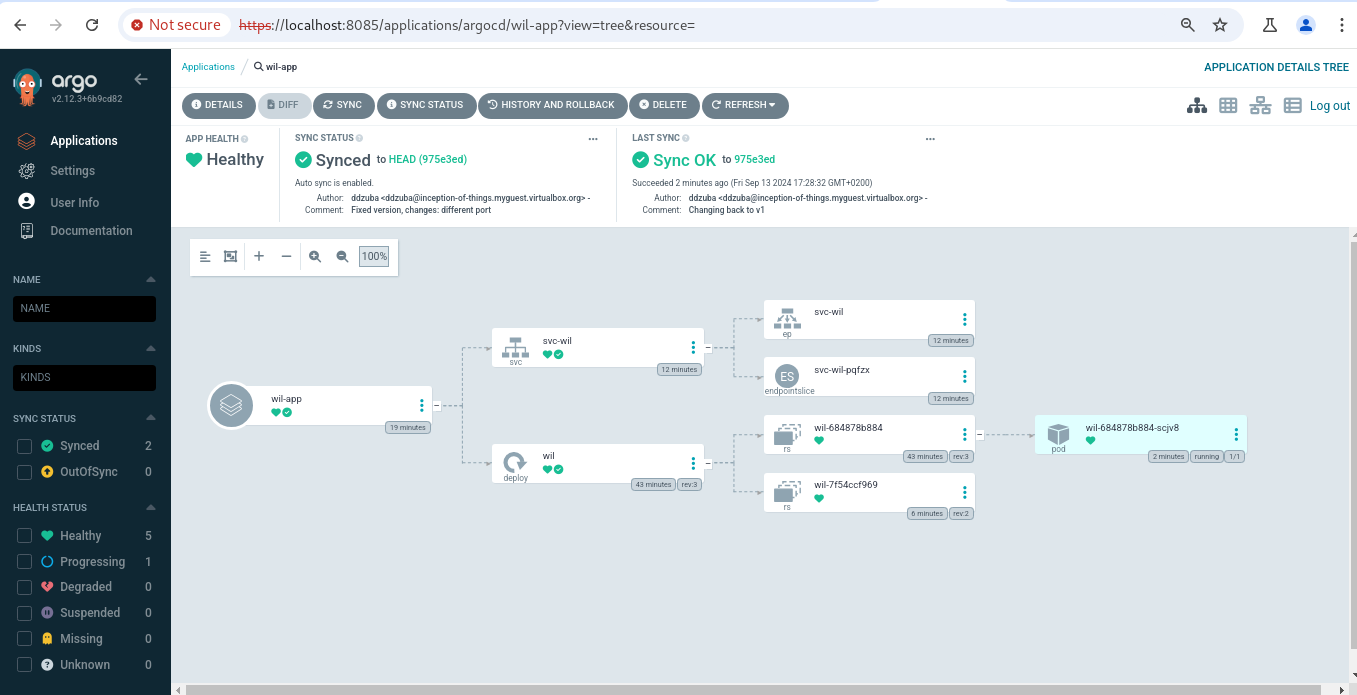 Not secure https://localhost:8085/applications/argocd/wil-app?view=tree&resource=
argo
v2.12.3+6b9cd82
Applications
Settings
User Info
Documentation
NAME
NAME
KINDS
KINDS
SYNC STATUS
Synced 2
OutOfSync 0
HEALTH STATUS
Healthy 5
Progressing 1
Degraded 0
Suspended 0
Missing 0
Unknown 0
Applications / wil-app
APPLICATION DETAILS TREE
DETAILS DIFF SYNC SYNC STATUS HISTORY AND ROLLBACK DELETE REFRESH
Log out
APP HEALTH
Healthy
SYNC STATUS
Synced to HEAD (975e3ed)
Auto sync is enabled.
Author: ddzuba <ddzuba@inception-of-things.myguest.virtualbox.org> -
Comment: Fixed version, changes: different port
LAST SYNC
Sync OK to 975e3ed
Succeeded 2 minutes ago (Fri Sep 13 2024 17:28:32 GMT+0200)
Author: ddzuba <ddzuba@inception-of-things.myguest.virtualbox.org> -
Comment: Changing back to v1
100%
wil-app
19 minutes
svc-wil
svc
12 minutes
wil
deploy
43 minutes rev:3
svc-wil
ep
12 minutes
ES
svc-wil-pqfzx
endpointslice
12 minutes
wil-684878b884
rs
43 minutes rev:3
wil-7f54ccf969
rs
6 minutes rev:2
wil-684878b884-scjv8
pod
2 minutes running 1/1